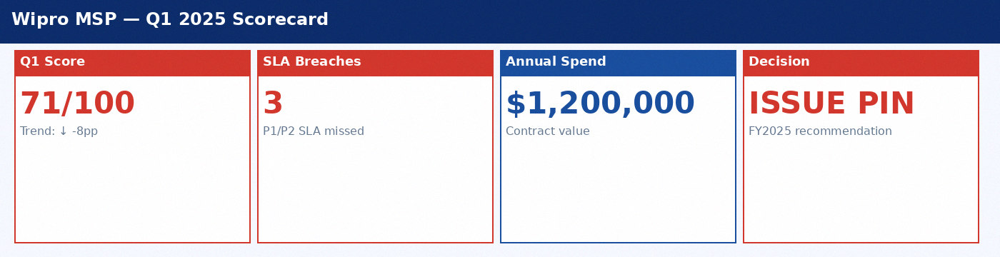 Wipro MSP — Q1 2025 Scorecard
Q1 Score
71/100
Trend: ↓ -8pp
SLA Breaches
3
P1/P2 SLA missed
Annual Spend
$1,200,000
Contract value
Decision
ISSUE PIN
FY2025 recommendation